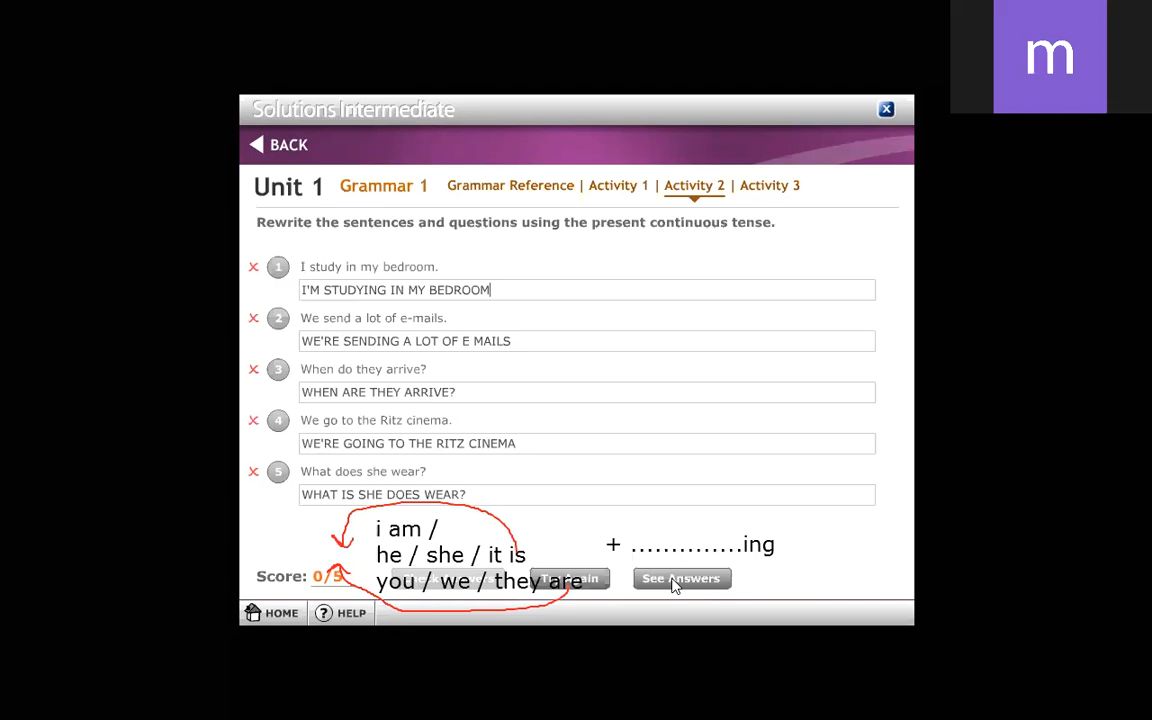 m
Solutions Intermediate
BACK
Unit 1 Grammar 1 Grammar Reference | Activity 1 | Activity 2 | Activity 3
Rewrite the sentences and questions using the present continuous tense.
x 1 I study in my bedroom.
I'M STUDYING IN MY BEDROOM
x 2 We send a lot of e-mails.
WE'RE SENDING A LOT OF E MAILS
x 3 When do they arrive?
WHEN ARE THEY ARRIVE?
x 4 We go to the Ritz cinema.
WE'RE GOING TO THE RITZ CINEMA
x 5 What does she wear?
WHAT IS SHE DOES WEAR?
i am /
he / she / it is
+ ..............ing
you / we / they are
Score: 0/5
See Answers
HOME
HELP